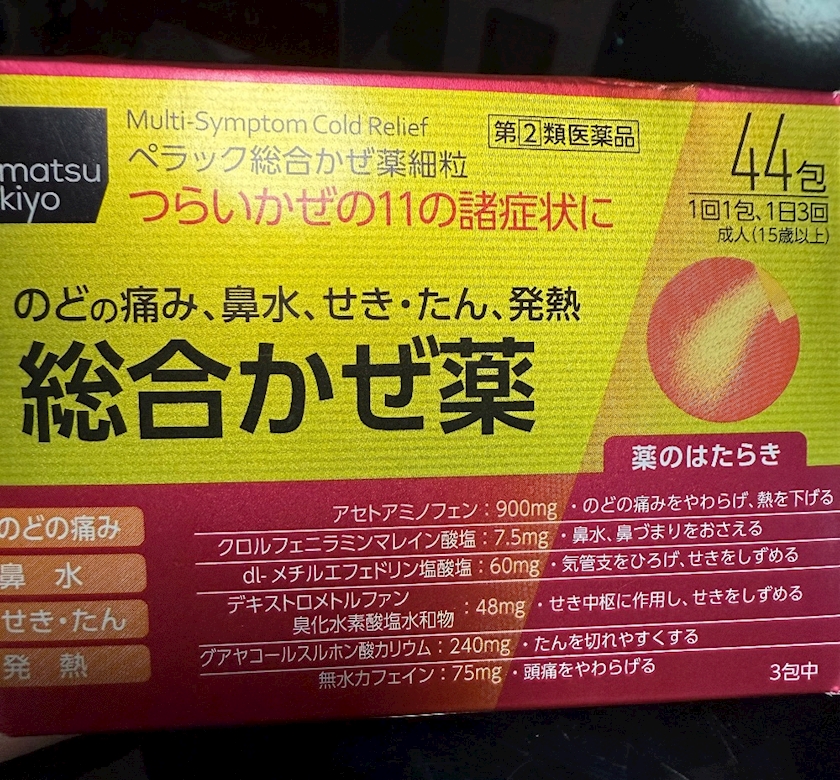 matsu
kiyo
Multi-Symptom Cold Relief
ペラック総合かぜ薬細粒
第②類医薬品
つらいかぜの11の諸症状に
44包
1回1包、1日3回
成人(15歳以上)
のどの痛み、鼻水、せき・たん、発熱
総合かぜ薬
薬のはたらき
のどの痛み
鼻水
せき・たん
発熱
アセトアミノフェン:900mg ・のどの痛みをやわらげ、熱を下げる
クロルフェニラミンマレイン酸塩:7.5mg ・鼻水、鼻づまりをおさえる
dl-メチルエフェドリン塩酸塩:60mg ・気管支をひろげ、せきをしずめる
デキストロメトルファン
臭化水素酸塩水和物:48mg ・せき中枢に作用し、せきをしずめる
グアヤコールスルホン酸カリウム:240mg ・たんを切れやすくする
無水カフェイン:75mg ・頭痛をやわらげる
3包中